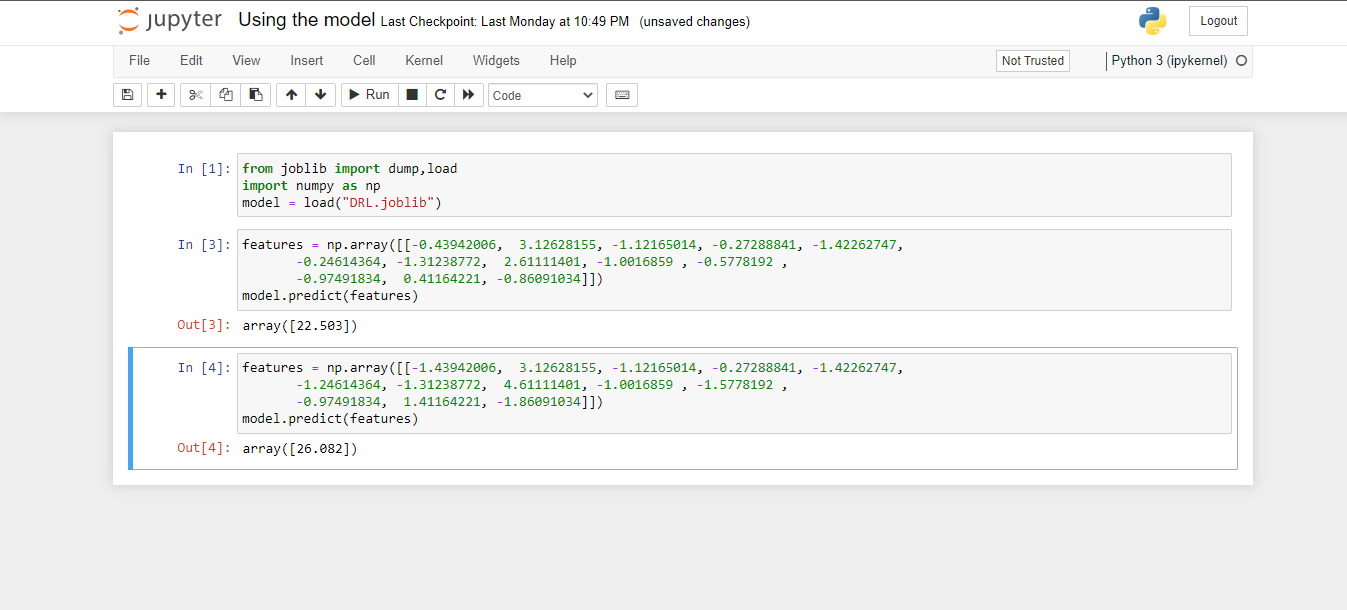 jupyter Using the model Last Checkpoint: Last Monday at 10:49 PM (unsaved changes)
Logout
File Edit View Insert Cell Kernel Widgets Help
Not Trusted
Python 3 (ipykernel)
Run
Code
In [1]:
from joblib import dump,load
import numpy as np
model = load("DRL.joblib")
In [3]:
features = np.array([[-0.43942006,  3.12628155, -1.12165014, -0.27288841, -1.42262747,
       -0.24614364, -1.31238772,  2.61111401, -1.0016859 , -0.5778192 ,
       -0.97491834,  0.41164221, -0.86091034]])
model.predict(features)
Out[3]: array([22.503])
In [4]:
features = np.array([[-1.43942006,  3.12628155, -1.12165014, -0.27288841, -1.42262747,
       -1.24614364, -1.31238772,  4.61111401, -1.0016859 , -1.5778192 ,
       -0.97491834,  1.41164221, -1.86091034]])
model.predict(features)
Out[4]: array([26.082])